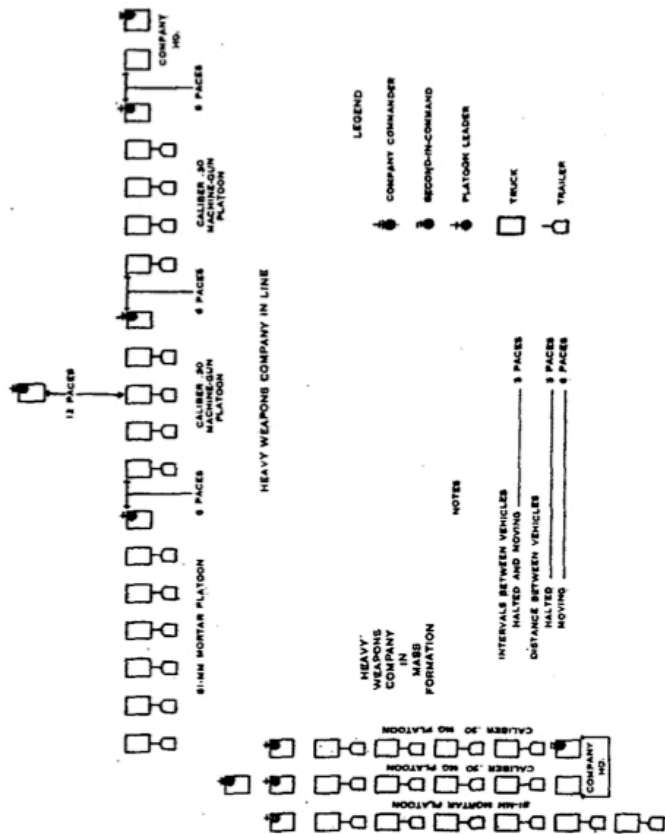 12 PACES
81-MM MORTAR PLATOON
6 PACES
CALIBER .30
MACHINE-GUN
PLATOON
6 PACES
CALIBER .30
MACHINE-GUN
PLATOON
6 PACES
COMPANY
HQ.
HEAVY WEAPONS COMPANY IN LINE
HEAVY
WEAPONS
COMPANY
IN
MASS
FORMATION
81-MM MORTAR PLATOON
CALIBER .30 MG PLATOON
CALIBER .30 MG PLATOON
COMPANY
HQ.
NOTES
INTERVALS BETWEEN VEHICLES
HALTED AND MOVING 3 PACES
DISTANCE BETWEEN VEHICLES
HALTED 3 PACES
MOVING 6 PACES
LEGEND
COMPANY COMMANDER
SECOND-IN-COMMAND
PLATOON LEADER
TRUCK
TRAILER